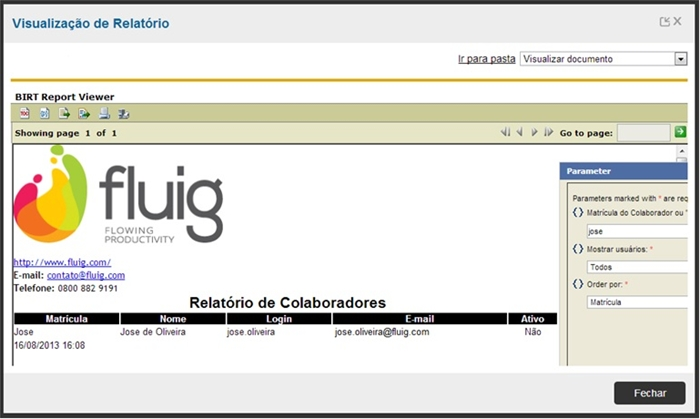 Visualização de Relatório
Ir para pasta Visualizar documento
BIRT Report Viewer
TOC
Showing page 1 of 1 Go to page:
fluig
FLOWING
PRODUCTIVITY
http://www.fluig.com/
E-mail: contato@fluig.com
Telefone: 0800 882 9191
Relatório de Colaboradores
Matricula Nome Login E-mail Ativo
Jose Jose de Oliveira jose.oliveira jose.oliveira@fluig.com Não
16/08/2013 16:08
Parameter
Parameters marked with * are req
Matrícula do Colaborador ou *
jose
Mostrar usuários: *
Todos
Order por: *
Matrícula
Fechar